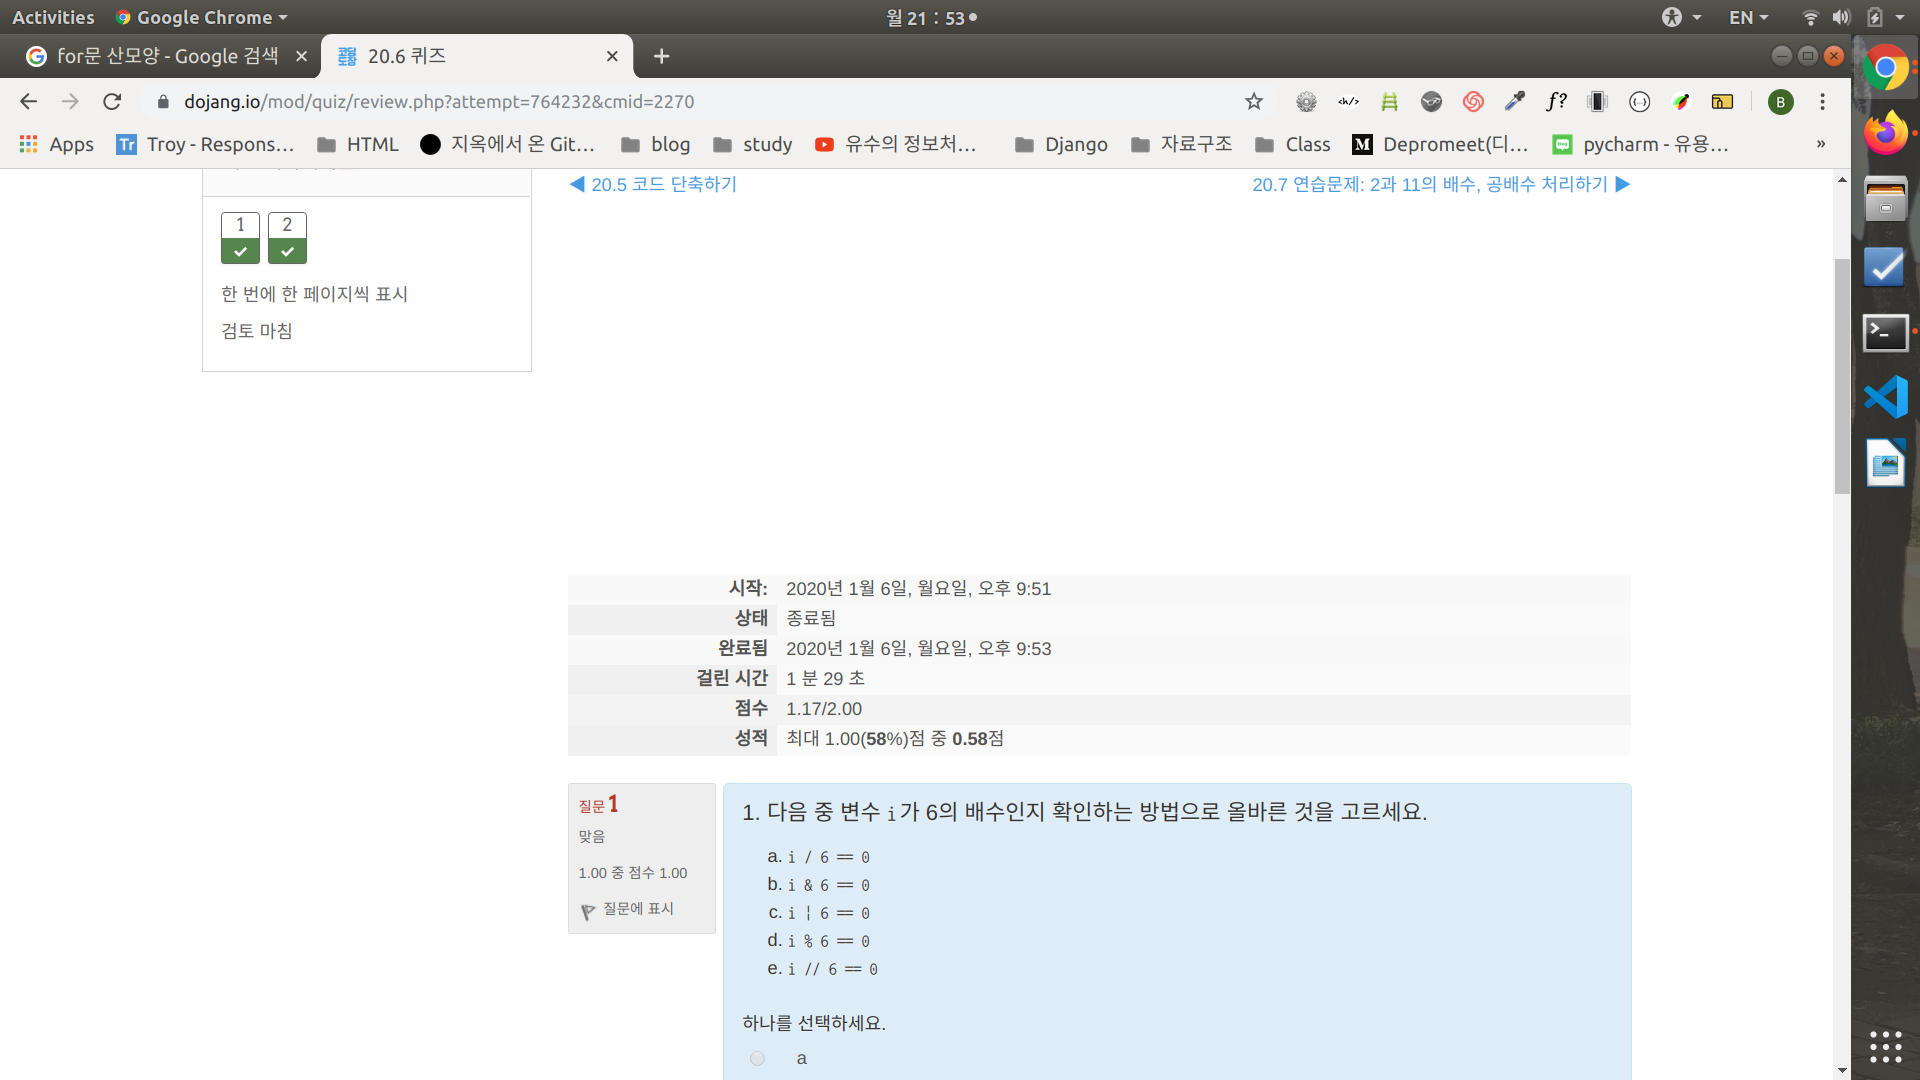 Activities
Google Chrome
월 21 : 53
EN
for문 산모양 - Google 검색
20.6 퀴즈
dojang.io/mod/quiz/review.php?attempt=764232&cmid=2270
B
Apps
Troy - Respons...
HTML
지옥에서 온 Git...
blog
study
유수의 정보처...
Django
자료구조
Class
Depromeet(디...
pycharm - 유용...
»
◀ 20.5 코드 단축하기
20.7 연습문제: 2과 11의 배수, 공배수 처리하기 ▶
1
2
한 번에 한 페이지씩 표시
검토 마침
시작: 2020년 1월 6일, 월요일, 오후 9:51
상태 종료됨
완료됨 2020년 1월 6일, 월요일, 오후 9:53
걸린 시간 1 분 29 초
점수 1.17/2.00
성적 최대 1.00(58%)점 중 0.58점
질문 1
맞음
1.00 중 점수 1.00
질문에 표시
1. 다음 중 변수 i 가 6의 배수인지 확인하는 방법으로 올바른 것을 고르세요.
a. i / 6 == 0
b. i & 6 == 0
c. i ¦ 6 == 0
d. i % 6 == 0
e. i // 6 == 0
하나를 선택하세요.
a